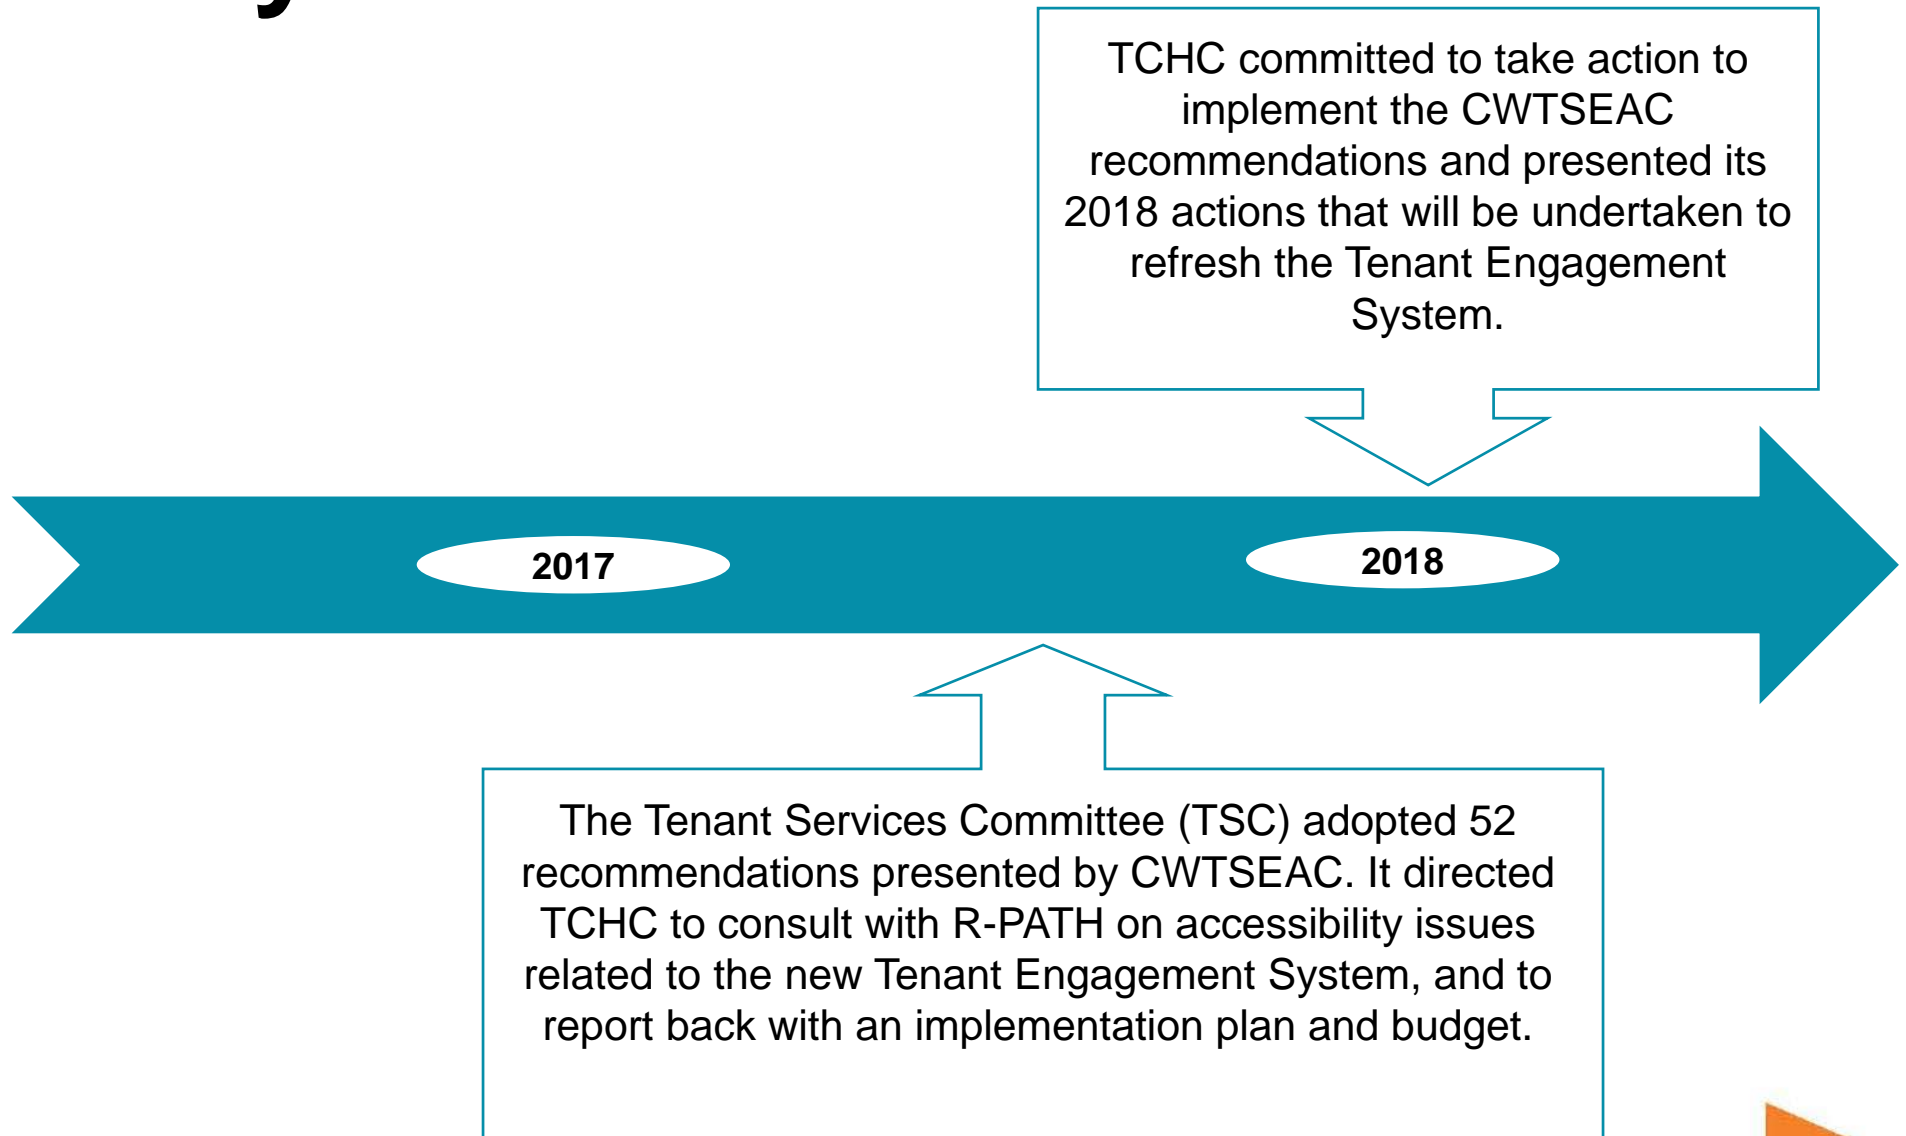 TCHC committed to take action to
implement the CWTSEAC
recommendations and presented its
2018 actions that will be undertaken to
refresh the Tenant Engagement
System.
2017
2018
The Tenant Services Committee (TSC) adopted 52
recommendations presented by CWTSEAC. It directed
TCHC to consult with R-PATH on accessibility issues
related to the new Tenant Engagement System, and to
report back with an implementation plan and budget.